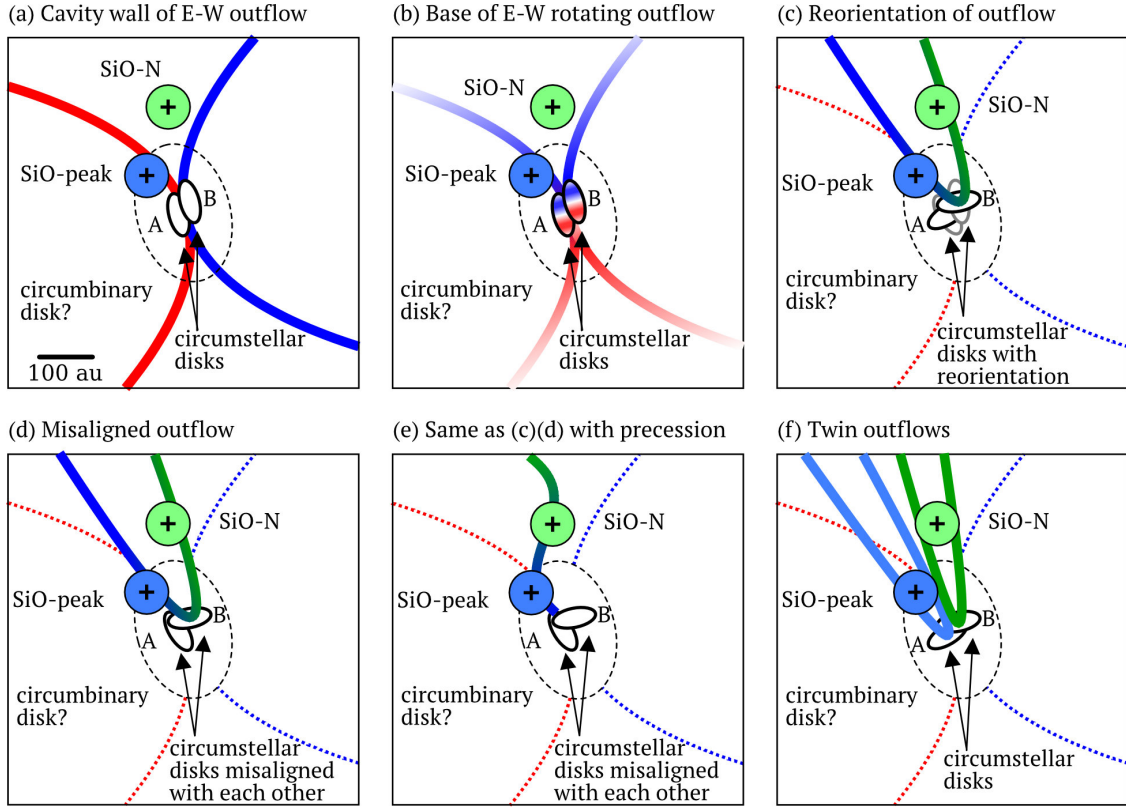 (a) Cavity wall of E-W outflow
SiO-N
+
SiO-peak
+
A
B
circumbinary
disk?
circumstellar
disks
100 au
(b) Base of E-W rotating outflow
SiO-N
+
SiO-peak
+
A
B
circumbinary
disk?
circumstellar
disks
(c) Reorientation of outflow
+
SiO-N
SiO-peak
+
A
B
circumbinary
disk?
circumstellar
disks with
reorientation
(d) Misaligned outflow
+
SiO-N
SiO-peak
+
A
B
circumbinary
disk?
circumstellar
disks misaligned
with each other
(e) Same as (c)(d) with precession
+
SiO-N
SiO-peak
+
A
B
circumbinary
disk?
circumstellar
disks misaligned
with each other
(f) Twin outflows
+
SiO-N
SiO-peak
+
A
B
circumbinary
disk?
circumstellar
disks